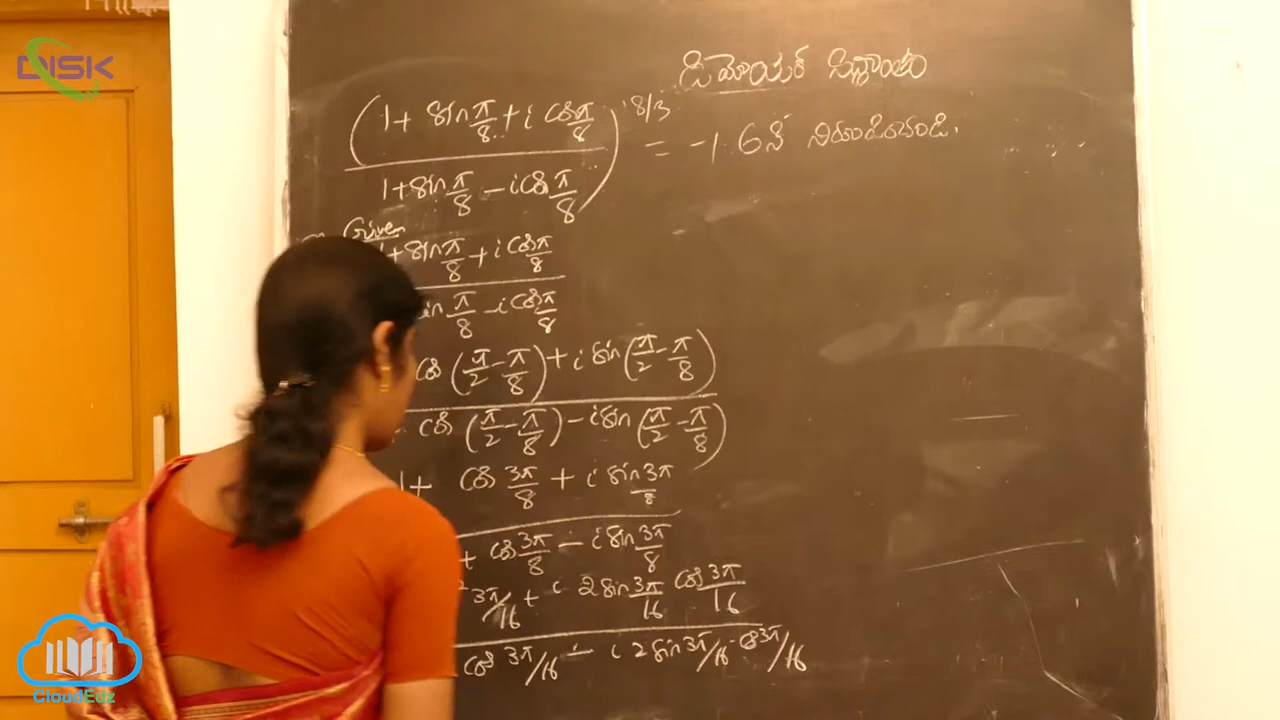 DISK
డిమోయర్ సిద్ధాంతం
(1 + sin π/8 + i cos π/8 / 1 + sin π/8 - i cos π/8)^8/3 = -1. అని నిరూపించండి.
Given
+ sin π/8 + i cos π/8
sin π/8 - i cos π/8
cos (π/2 - π/8) + i sin (π/2 - π/8)
cos (π/2 - π/8) - i sin (π/2 - π/8)
1 + cos 3π/8 + i sin 3π/8
+ cos 3π/8 - i sin 3π/8
2 3π/16 + i 2 sin 3π/16 cos 3π/16
cos 3π/16 - i 2 sin 3π/16 . cos 3π/16
CloudEdz